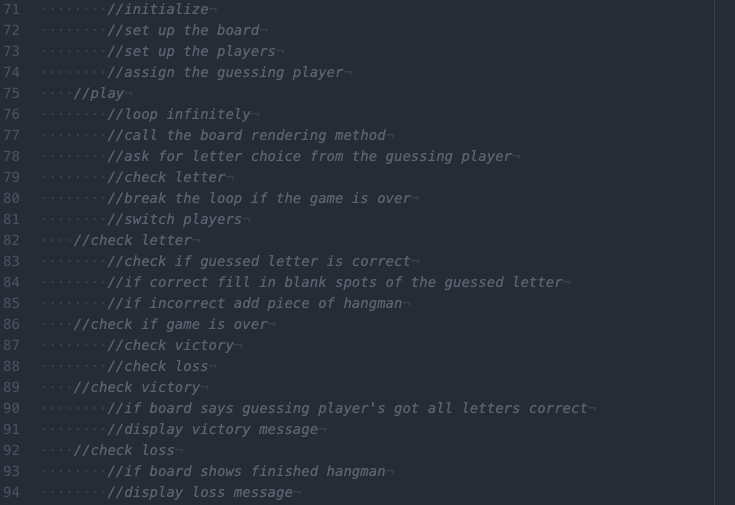 71 //initialize
72 //set up the board
73 //set up the players
74 //assign the guessing player
75 //play
76 //loop infinitely
77 //call the board rendering method
78 //ask for letter choice from the guessing player
79 //check letter
80 //break the loop if the game is over
81 //switch players
82 //check letter
83 //check if guessed letter is correct
84 //if correct fill in blank spots of the guessed letter
85 //if incorrect add piece of hangman
86 //check if game is over
87 //check victory
88 //check loss
89 //check victory
90 //if board says guessing player's got all letters correct
91 //display victory message
92 //check loss
93 //if board shows finished hangman
94 //display loss message